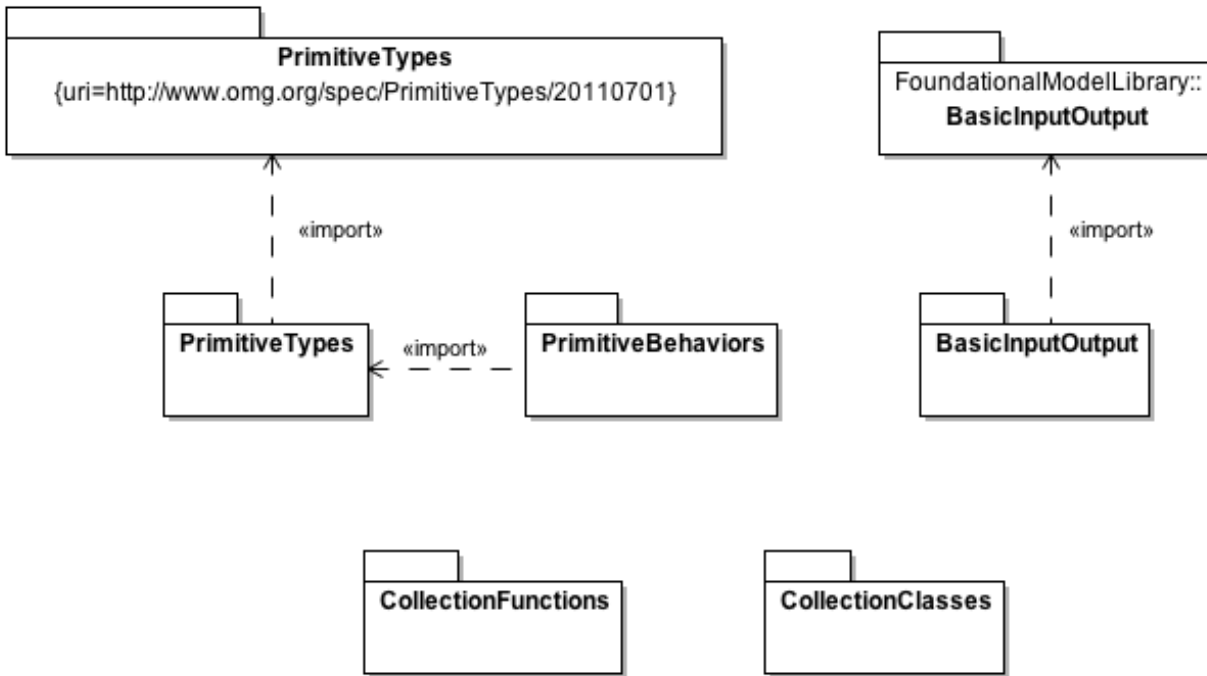 PrimitiveTypes
{uri=http://www.omg.org/spec/PrimitiveTypes/20110701}
FoundationalModelLibrary::
BasicInputOutput
«import»
«import»
PrimitiveTypes
«import»
PrimitiveBehaviors
BasicInputOutput
CollectionFunctions
CollectionClasses